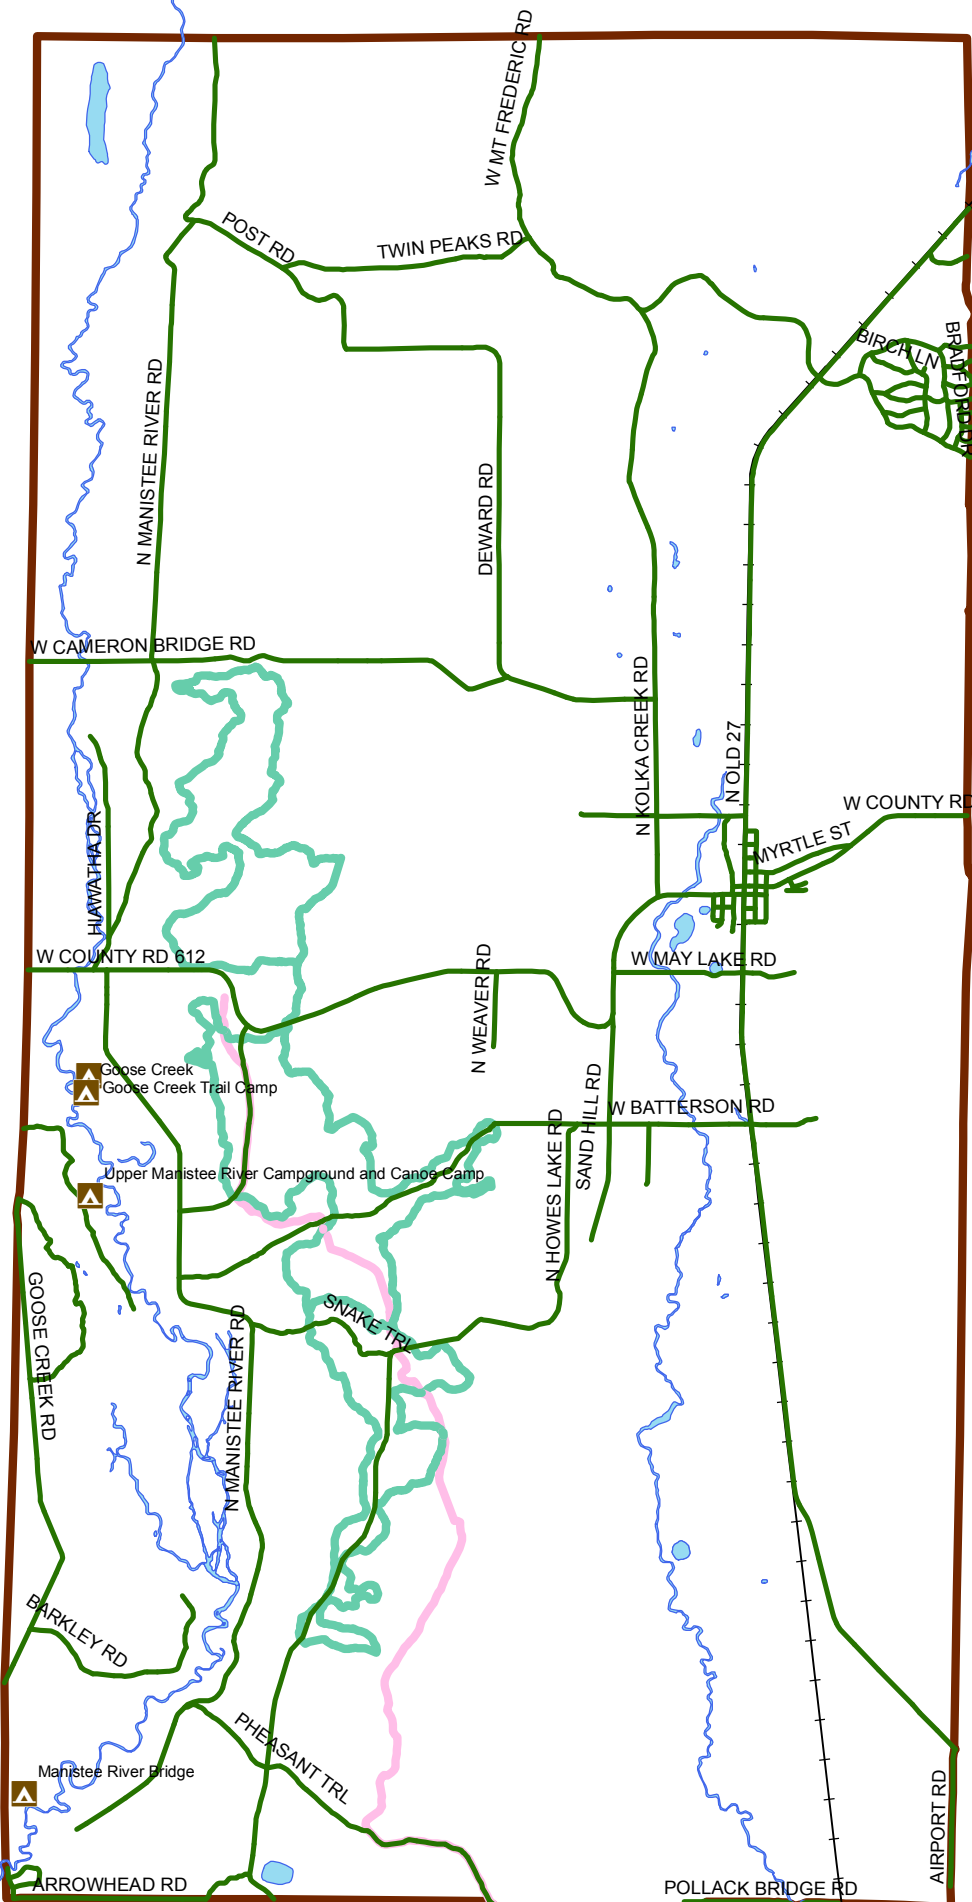 W MT FREDERIC RD
POST RD
TWIN PEAKS RD
BIRCH LN
BRADFORD DR
N MANISTEE RIVER RD
DEWARD RD
W CAMERON BRIDGE RD
N KOLKA CREEK RD
N OLD 27
W COUNTY RD
MYRTLE ST
HIAWATHA DR
W COUNTY RD 612
N WEAVER RD
W MAY LAKE RD
Goose Creek
Goose Creek Trail Camp
SAND HILL RD
W BATTERSON RD
N HOWES LAKE RD
Upper Manistee River Campground and Canoe Camp
GOOSE CREEK RD
SNAKE TRL
N MANISTEE RIVER RD
BARKLEY RD
PHEASANT TRL
Manistee River Bridge
AIRPORT RD
ARROWHEAD RD
POLLACK BRIDGE RD